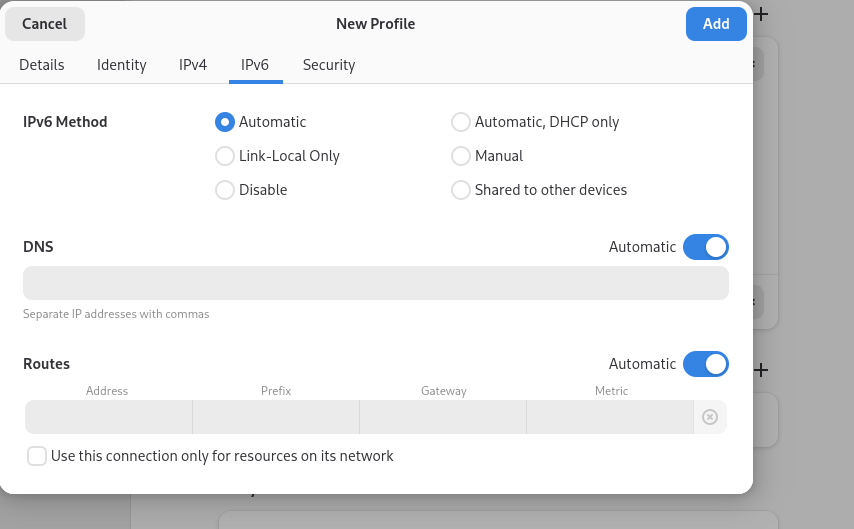 Cancel
New Profile
Add
Details Identity IPv4 IPv6 Security
IPv6 Method
Automatic
Automatic, DHCP only
Link-Local Only
Manual
Disable
Shared to other devices
DNS
Automatic
Separate IP addresses with commas
Routes
Automatic
Address Prefix Gateway Metric
Use this connection only for resources on its network